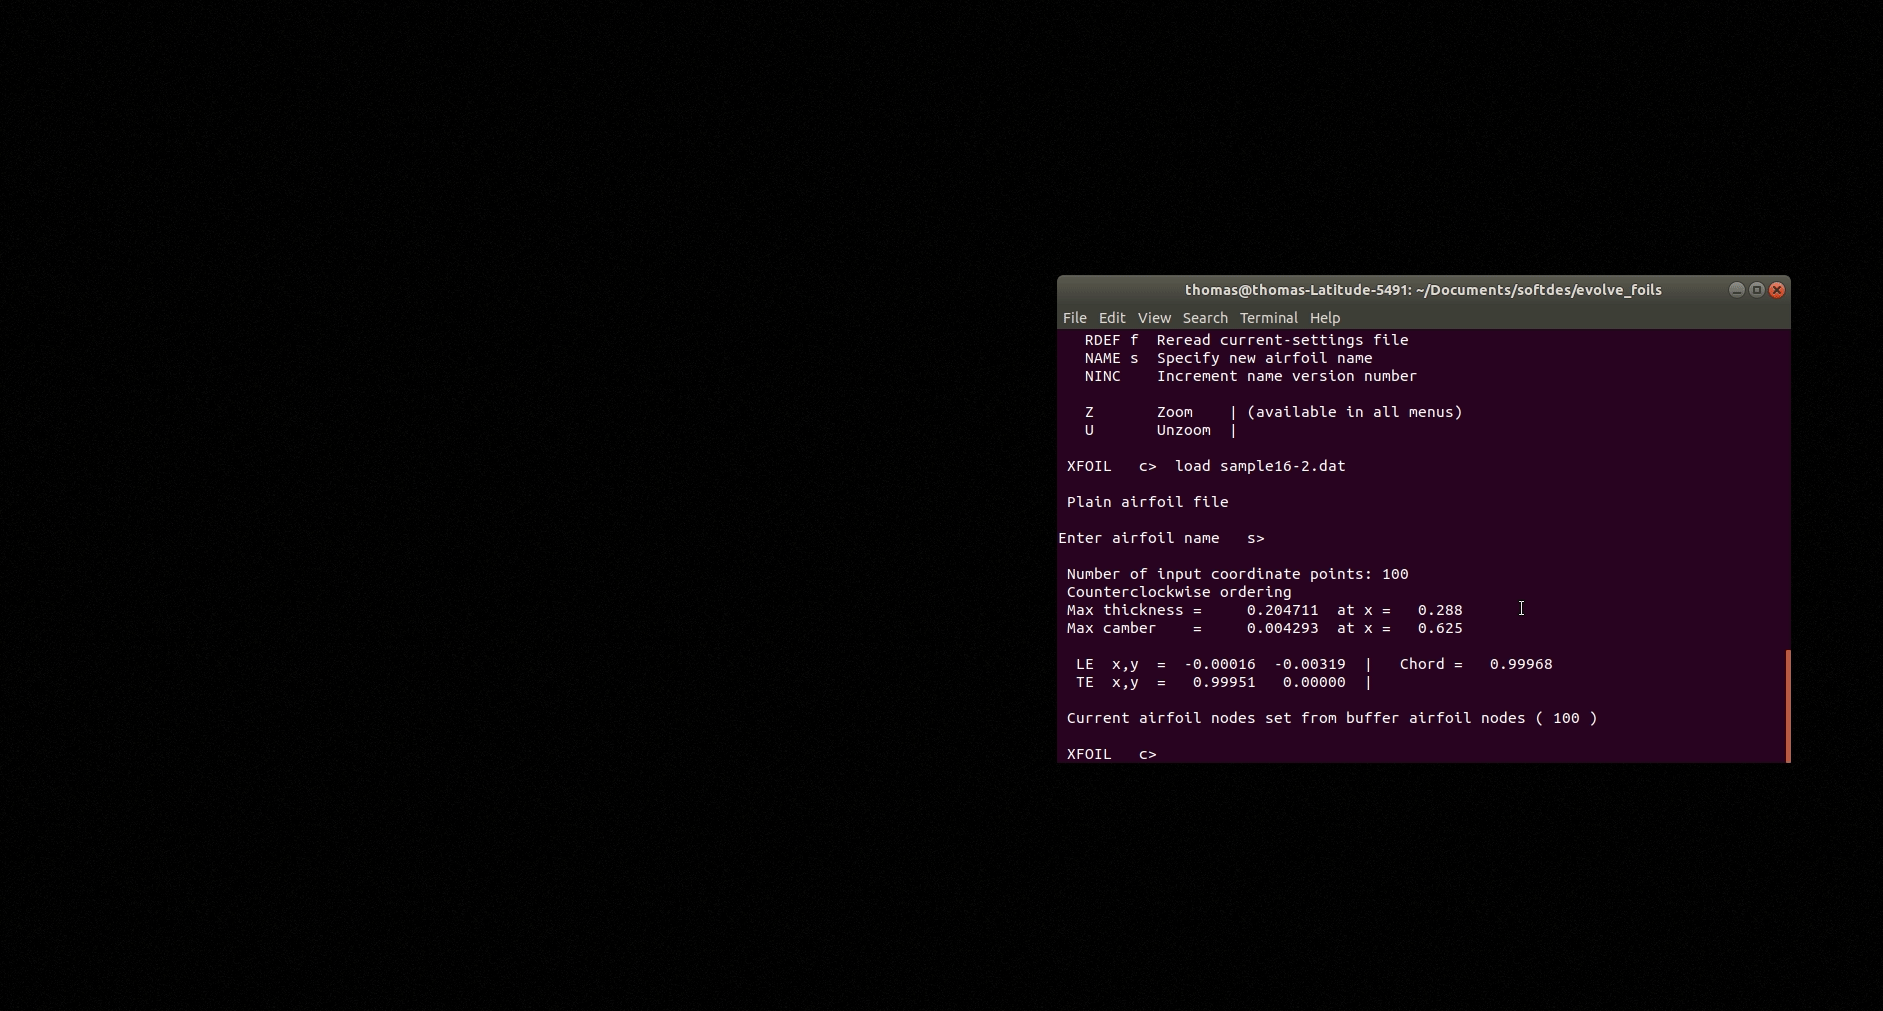 thomas@thomas-Latitude-5491: ~/Documents/softdes/evolve_foils
File Edit View Search Terminal Help
RDEF f Reread current-settings file
NAME s Specify new airfoil name
NINC Increment name version number
Z Zoom | (available in all menus)
U Unzoom |
XFOIL c> load sample16-2.dat
Plain airfoil file
Enter airfoil name s>
Number of input coordinate points: 100
Counterclockwise ordering
Max thickness = 0.204711 at x = 0.288
Max camber = 0.004293 at x = 0.625
LE x,y = -0.00016 -0.00319 | Chord = 0.99968
TE x,y = 0.99951 0.00000 |
Current airfoil nodes set from buffer airfoil nodes ( 100 )
XFOIL c>